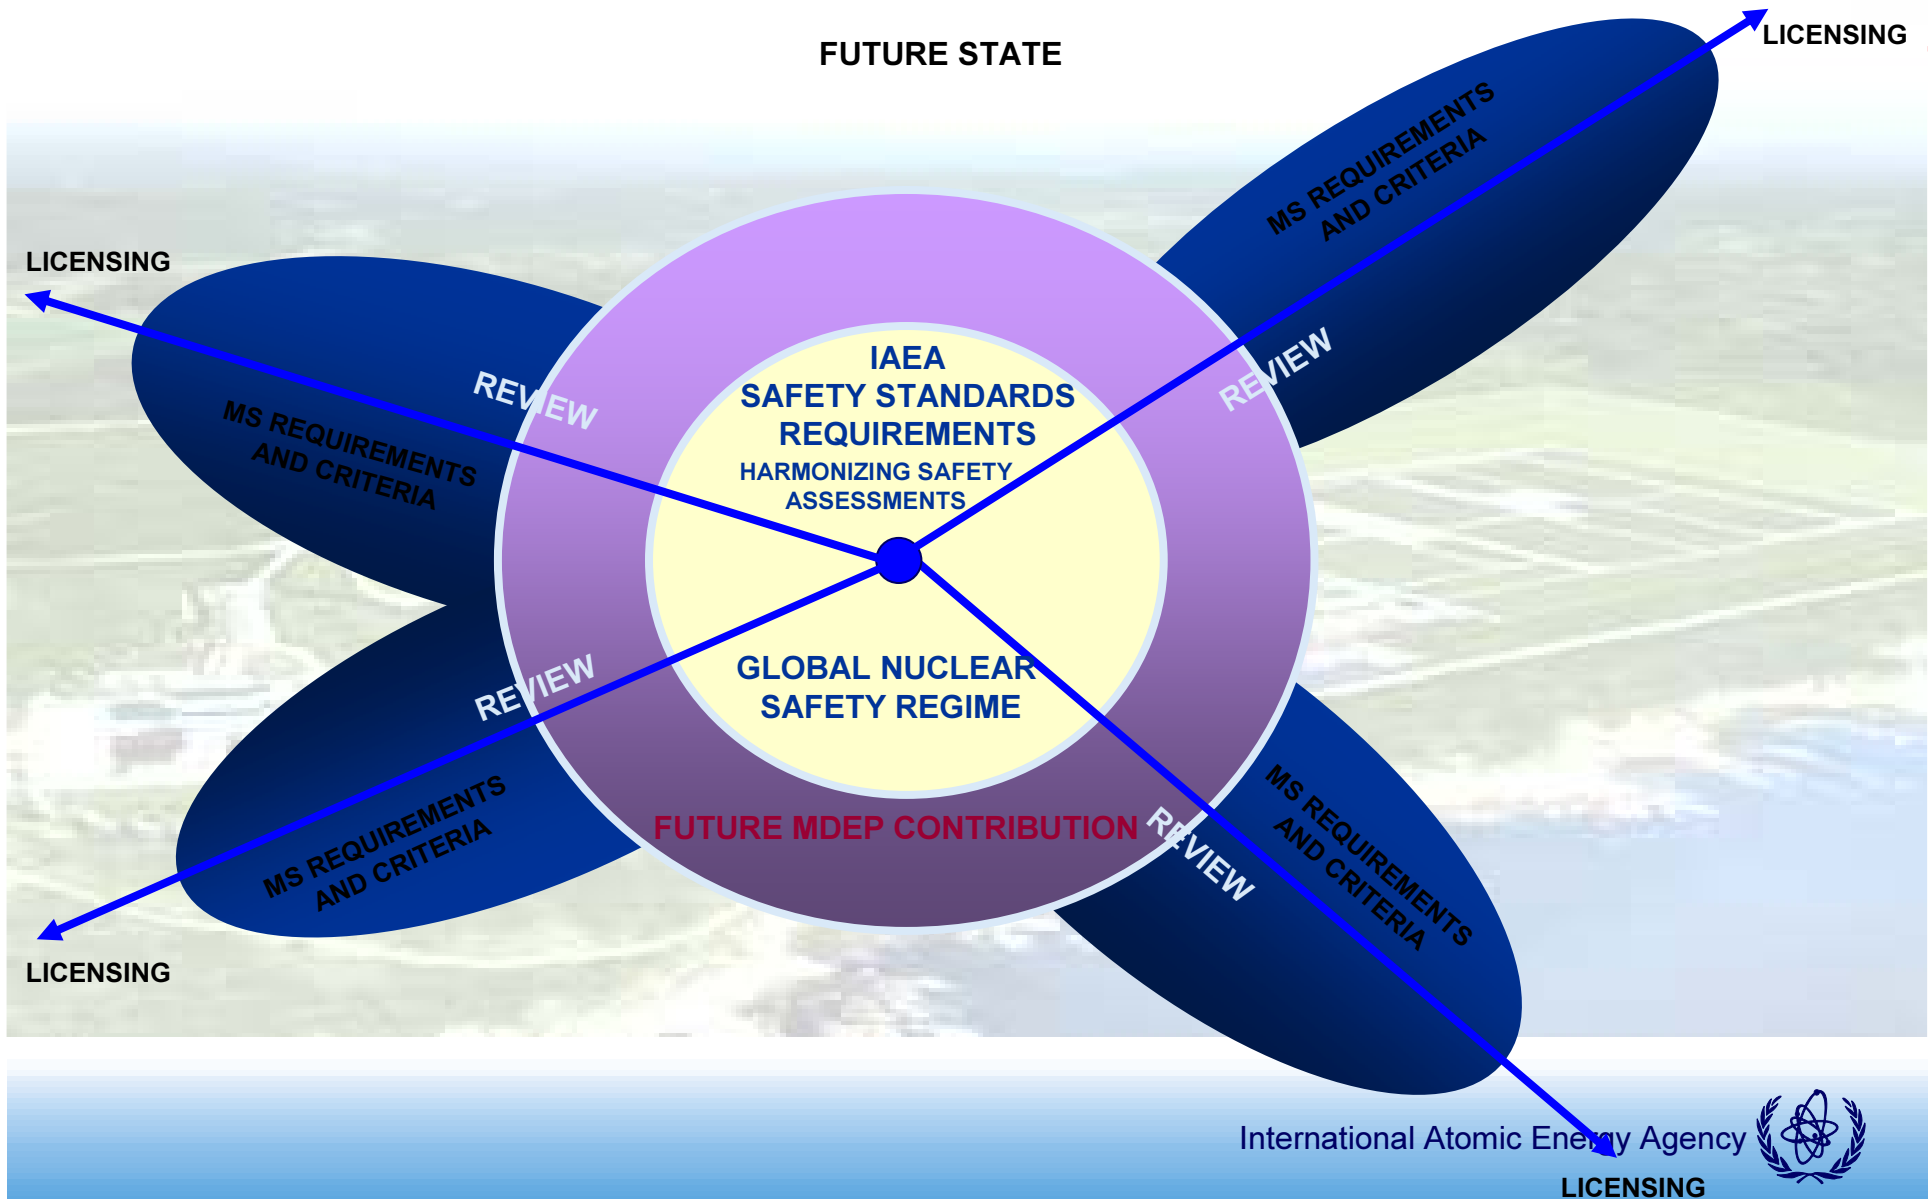 FUTURE STATE
LICENSING
MS REQUIREMENTS
AND CRITERIA
REVIEW
LICENSING
MS REQUIREMENTS
AND CRITERIA
REVIEW
IAEA
SAFETY STANDARDS
REQUIREMENTS
HARMONIZING SAFETY
ASSESSMENTS
GLOBAL NUCLEAR
SAFETY REGIME
FUTURE MDEP CONTRIBUTION
REVIEW
MS REQUIREMENTS
AND CRITERIA
LICENSING
REVIEW
MS REQUIREMENTS
AND CRITERIA
International Atomic Energy Agency
LICENSING